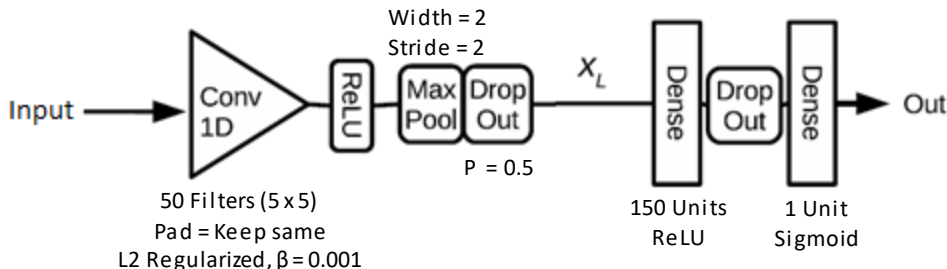 Width = 2
Stride = 2
Input
Conv
1D
ReLU
Max
Pool
Drop
Out
X_L
Dense
Drop
Out
Dense
Out
P = 0.5
50 Filters (5 x 5)
Pad = Keep same
L2 Regularized, β = 0.001
150 Units
ReLU
1 Unit
Sigmoid